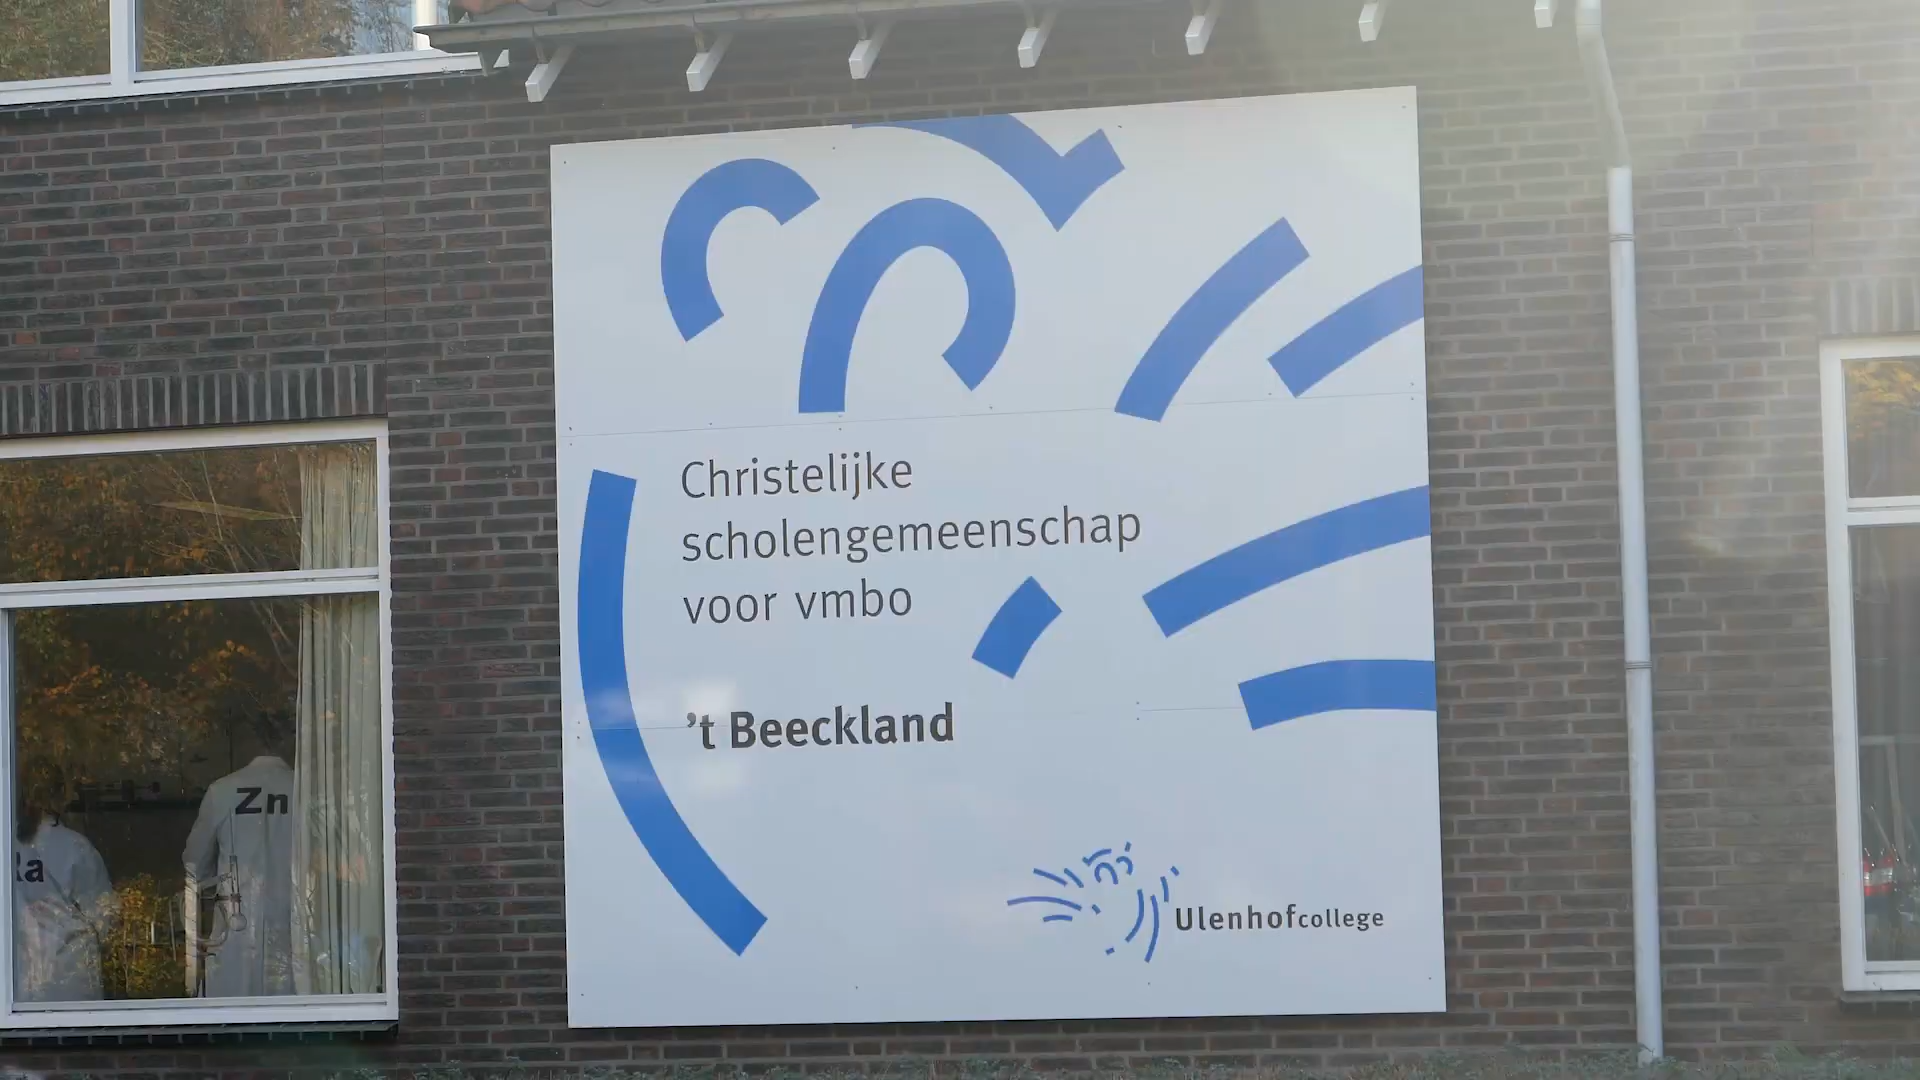 Christelijke
scholengemeenschap
voor vmbo
’t Beeckland
Ulenhofcollege
Zn